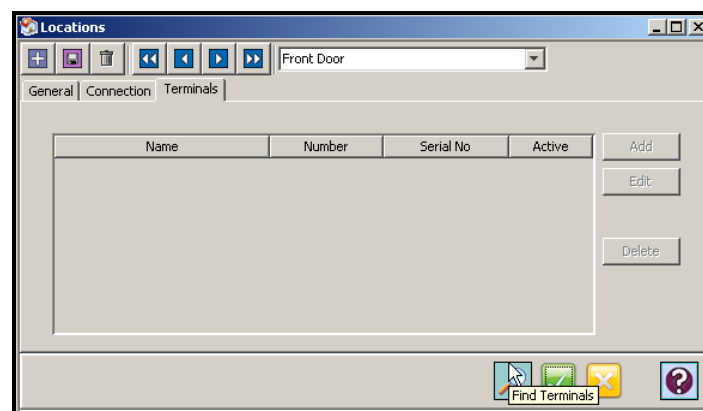 Locations
Front Door
General Connection Terminals
Name Number Serial No Active
Add
Edit
Delete
Find Terminals